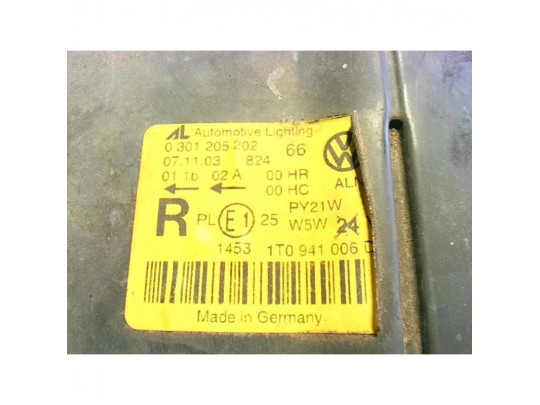 AL Automotive Lighting
0 301 205 202 66
07.11.03 824
01 1b 02 A 00 HR
00 HC
R PL E1 25 PY21W
W5W 24
1453 1T0 941 006
Made in Germany